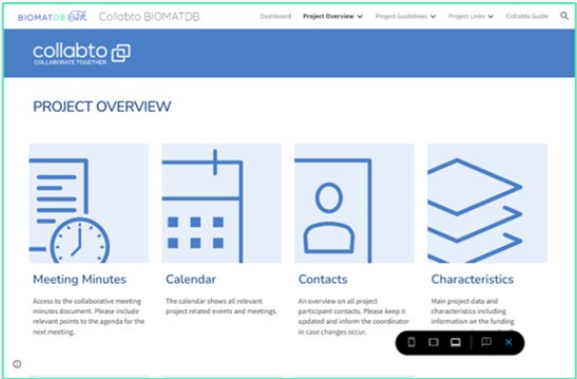 BIOMATDB Collabto BIOMATDB Dashboard Project Overview Project Guidelines Project Links Collabto Guide
collabto
COLLABORATE TOGETHER
PROJECT OVERVIEW
Meeting Minutes
Access to the collaborative meeting
minutes document. Please include
relevant points to the agenda for the
next meeting.
Calendar
The calendar shows all relevant
project related events and meetings.
Contacts
An overview on all project
participant contacts. Please keep it
updated and inform the coordinator
in case changes occur.
Characteristics
Main project data and
characteristics including
information on the funding